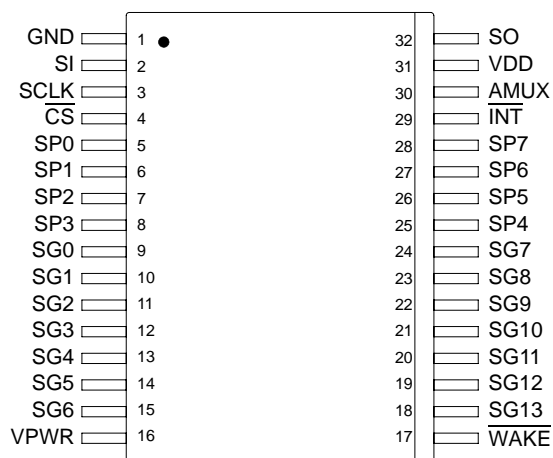 GND 1 32 SO
SI 2 31 VDD
SCLK 3 30 AMUX
C̅S̅ 4 29 I̅N̅T̅
SP0 5 28 SP7
SP1 6 27 SP6
SP2 7 26 SP5
SP3 8 25 SP4
SG0 9 24 SG7
SG1 10 23 SG8
SG2 11 22 SG9
SG3 12 21 SG10
SG4 13 20 SG11
SG5 14 19 SG12
SG6 15 18 SG13
VPWR 16 17 W̅A̅K̅E̅